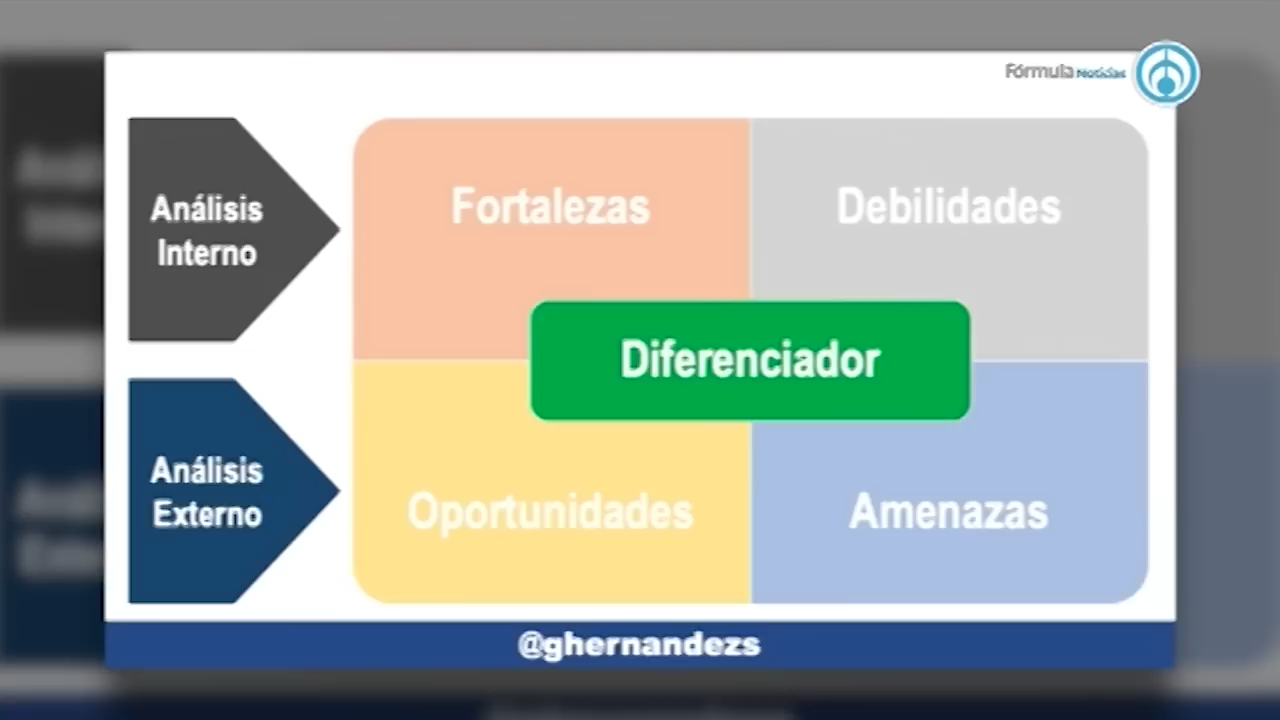 Fórmula Noticias
Análisis
Interno
Fortalezas
Debilidades
Diferenciador
Análisis
Externo
Oportunidades
Amenazas
@ghernandezs